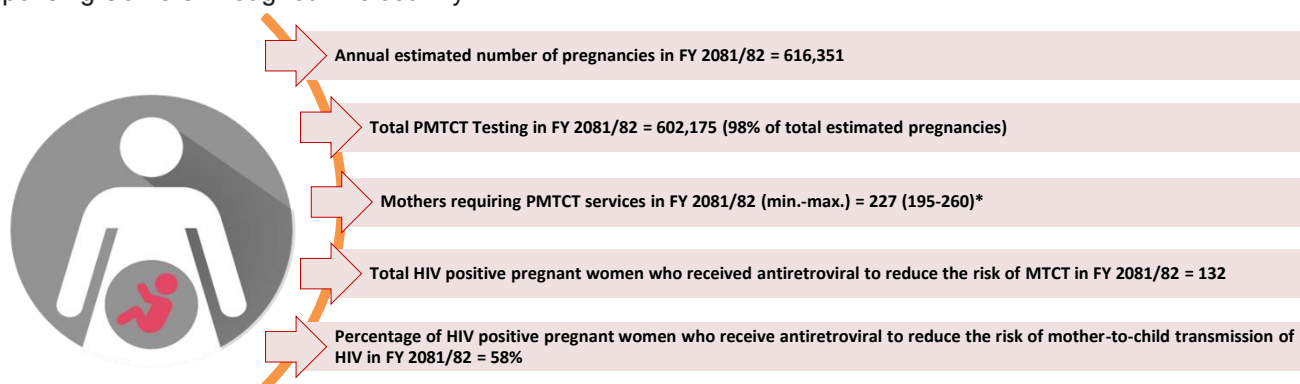 Annual estimated number of pregnancies in FY 2081/82 = 616,351
Total PMTCT Testing in FY 2081/82 = 602,175 (98% of total estimated pregnancies)
Mothers requiring PMTCT services in FY 2081/82 (min.-max.) = 227 (195-260)*
Total HIV positive pregnant women who received antiretroviral to reduce the risk of MTCT in FY 2081/82 = 132
Percentage of HIV positive pregnant women who receive antiretroviral to reduce the risk of mother-to-child transmission of
HIV in FY 2081/82 = 58%